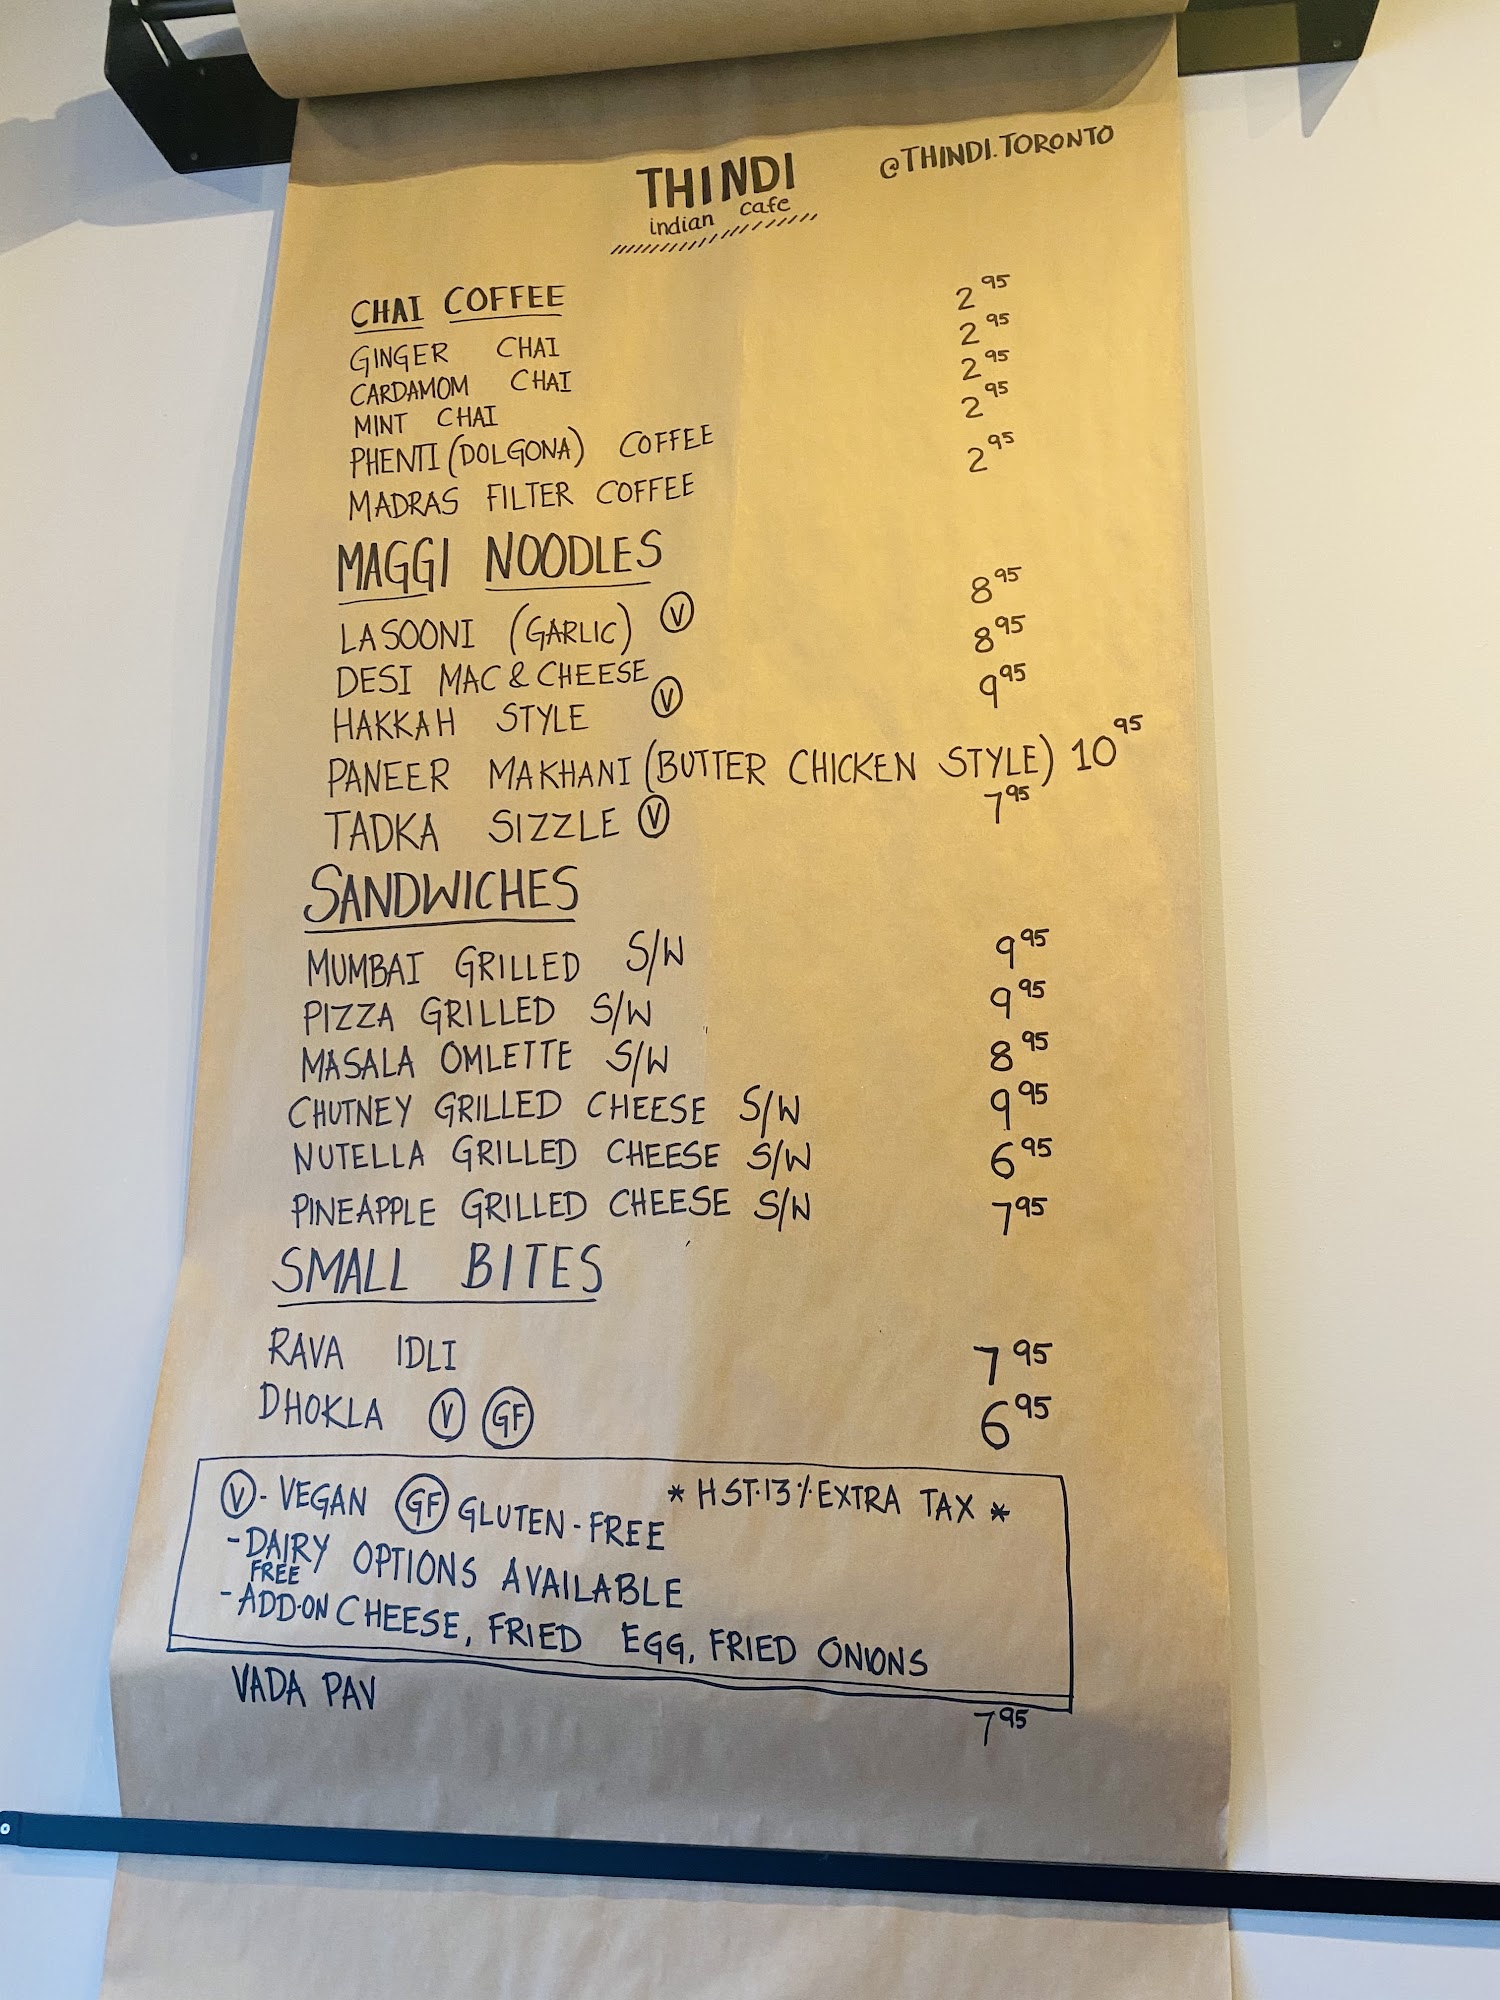 THINDI
indian cafe
@THINDI.TORONTO
CHAI COFFEE
GINGER CHAI 2.95
CARDAMOM CHAI 2.95
MINT CHAI 2.95
PHENTI (DOLGONA) COFFEE 2.95
MADRAS FILTER COFFEE 2.95
MAGGI NOODLES
LASOONI (GARLIC) V 8 95
DESI MAC & CHEESE 8 95
HAKKAH STYLE V 9 95
PANEER MAKHANI (BUTTER CHICKEN STYLE) 10 95
TADKA SIZZLE V 7 95
SANDWICHES
MUMBAI GRILLED S/W 9 95
PIZZA GRILLED S/W 9 95
MASALA OMLETTE S/W 8 95
CHUTNEY GRILLED CHEESE S/W 9 95
NUTELLA GRILLED CHEESE S/W 6 95
PINEAPPLE GRILLED CHEESE S/W 7 95
SMALL BITES
RAVA IDLI 7 95
DHOKLA V GF 6 95
V - VEGAN GF GLUTEN-FREE * HST.13% EXTRA TAX *
- DAIRY FREE OPTIONS AVAILABLE
- ADD-ON CHEESE, FRIED EGG, FRIED ONIONS
VADA PAV 7 95